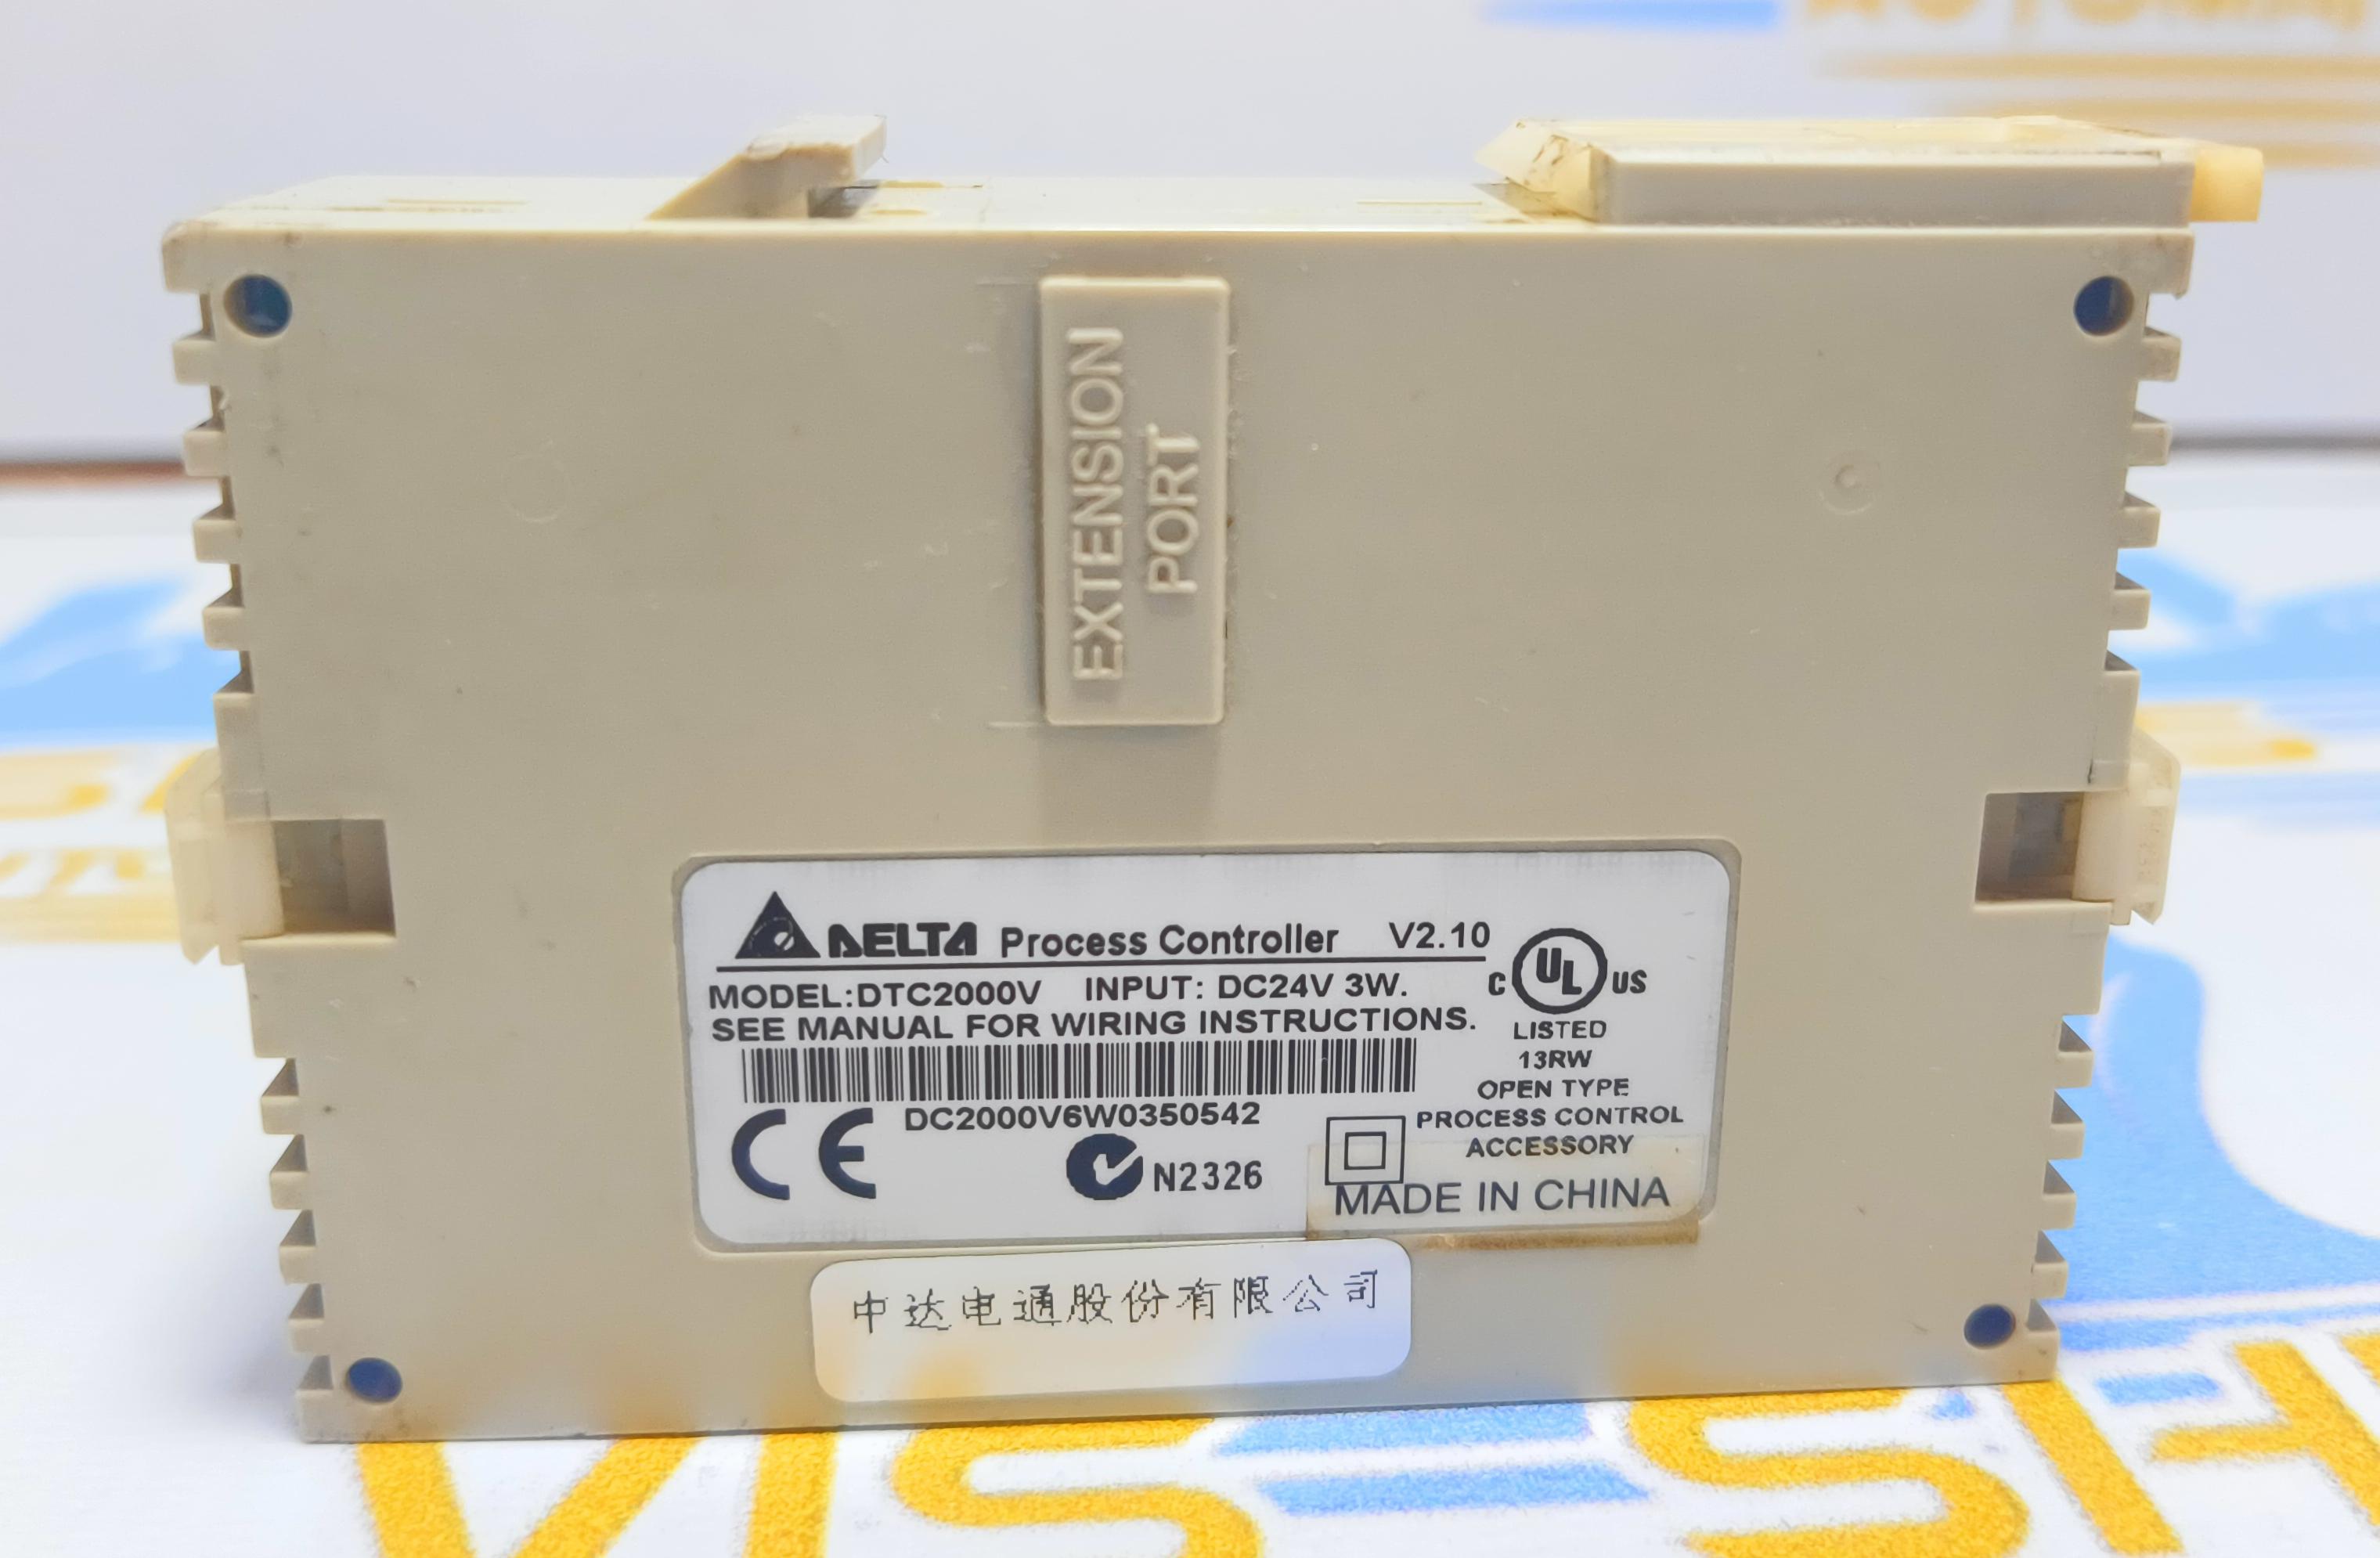 EXTENSION
PORT
DELTA Process Controller V2.10
MODEL:DTC2000V INPUT: DC24V 3W.
SEE MANUAL FOR WIRING INSTRUCTIONS.
C UL US
LISTED
13RW
OPEN TYPE
PROCESS CONTROL
ACCESSORY
DC2000V6W0350542
CE
N2326
MADE IN CHINA
中达电通股份有限公司